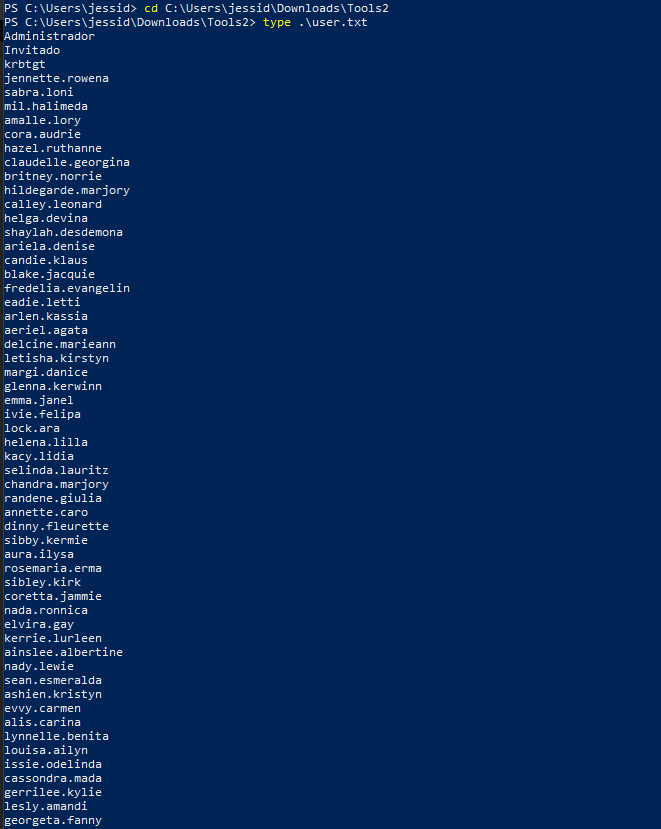 PS C:\Users\jessid> cd C:\Users\jessid\Downloads\Tools2
PS C:\Users\jessid\Downloads\Tools2> type .\user.txt
Administrador
Invitado
krbtgt
jennette.rowena
sabra.loni
mil.halimeda
amalle.lory
cora.audrie
hazel.ruthanne
claudelle.georgina
britney.norrie
hildegarde.marjory
calley.leonard
helga.devina
shaylah.desdemona
ariela.denise
candie.klaus
blake.jacquie
fredelia.evangelin
eadie.letti
arlen.kassia
aeriel.agata
delcine.marieann
letisha.kirstyn
margi.danice
glenna.kerwinn
emma.janel
ivie.felipa
lock.ara
helena.lilla
kacy.lidia
selinda.lauritz
chandra.marjory
randene.giulia
annette.caro
dinny.fleurette
sibby.kermie
aura.ilysa
rosemaria.erma
sibley.kirk
coretta.jammie
nada.ronnica
elvira.gay
kerrie.lurleen
ainslee.albertine
nady.lewie
sean.esmeralda
ashien.kristyn
evvy.carmen
alis.carina
lynnelle.benita
louisa.ailyn
issie.odelinda
cassondra.mada
gerrilee.kylie
lesly.amandi
georgeta.fanny